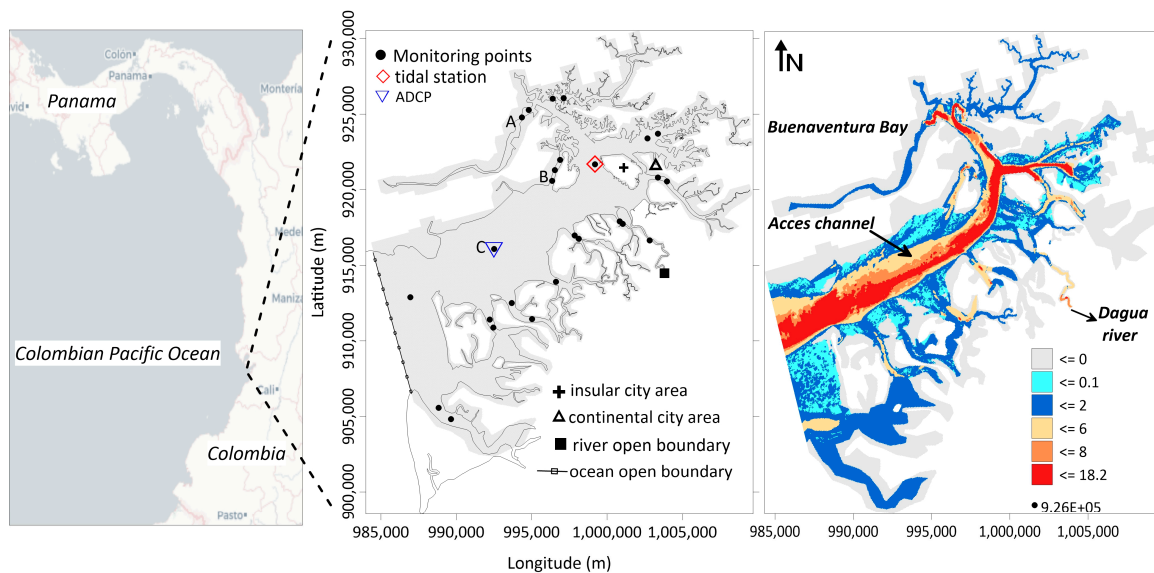 Colón
Panama
Panama
Montería
Medel
Maniza
Colombian Pacific Ocean
Cali
Colombia
Pasto
930,000
925,000
920,000
915,000
910,000
905,000
900,000
Latitude (m)
Monitoring points
tidal station
ADCP
A
B
C
insular city area
continental city area
river open boundary
ocean open boundary
985,000
990,000
995,000
1,000,000
1,005,000
Longitude (m)
N
Buenaventura Bay
Acces channel
Dagua
river
<= 0
<= 0.1
<= 2
<= 6
<= 8
<= 18.2
9.26E+05
985,000
990,000
995,000
1,000,000
1,005,000